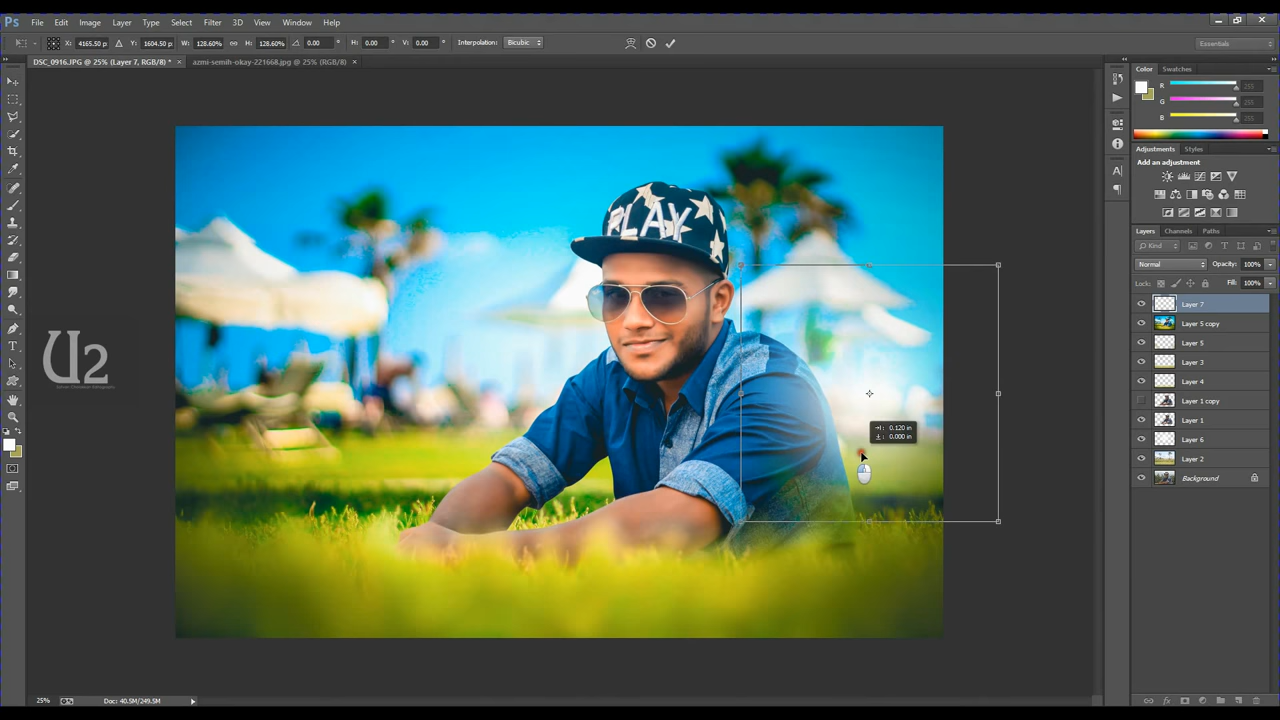 Ps File Edit Image Layer Type Select Filter 3D View Window Help
X: 4165.50 p Y: 1604.50 p W: 128.60% H: 128.60% 0.00 ° H: 0.00 ° V: 0.00 ° Interpolation: Bicubic Essentials
DSC_0916.JPG @ 25% (Layer 7, RGB/8) * × azmi-semih-okay-221668.jpg @ 25% (RGB/8) ×
Color Swatches
R 255
G 255
B 255
Adjustments Styles
Add an adjustment
Layers Channels Paths
Kind
Normal Opacity: 100%
Lock: Fill: 100%
Layer 7
Layer 5 copy
Layer 5
Layer 3
Layer 4
Layer 1 copy
Layer 1
Layer 6
Layer 2
Background
PLAY
U2
0.120 in
0.000 in
25% Doc: 40.5M/249.5M